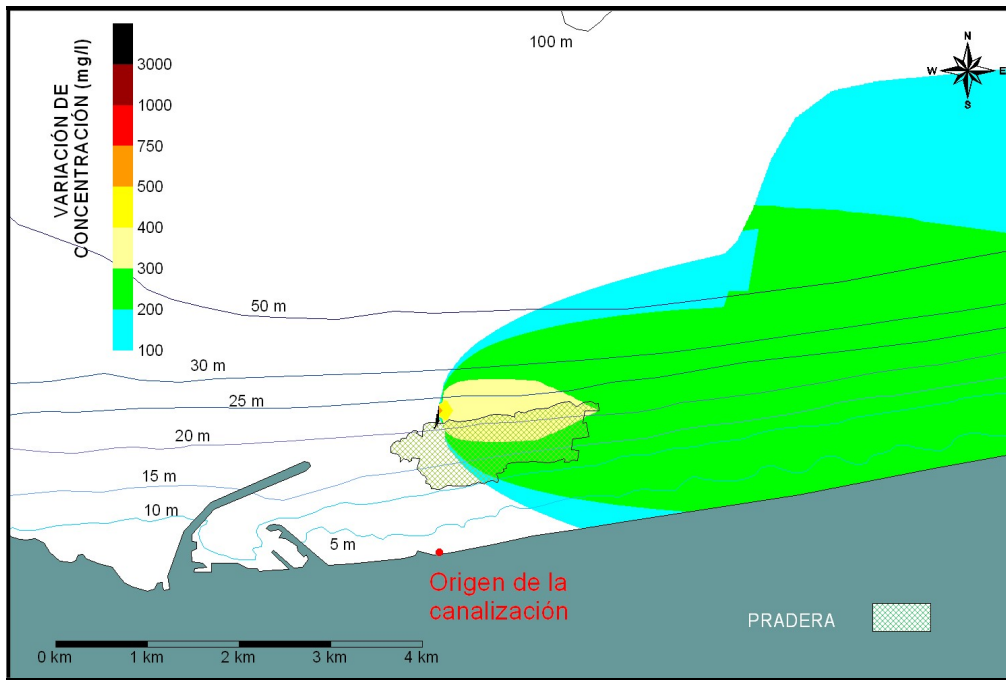 100 m
VARIACIÓN DE
CONCENTRACIÓN (mg/l)
3000
1000
750
500
400
300
200
100
N
W
E
S
50 m
30 m
25 m
20 m
15 m
10 m
5 m
Origen de la
canalización
PRADERA
0 km
1 km
2 km
3 km
4 km